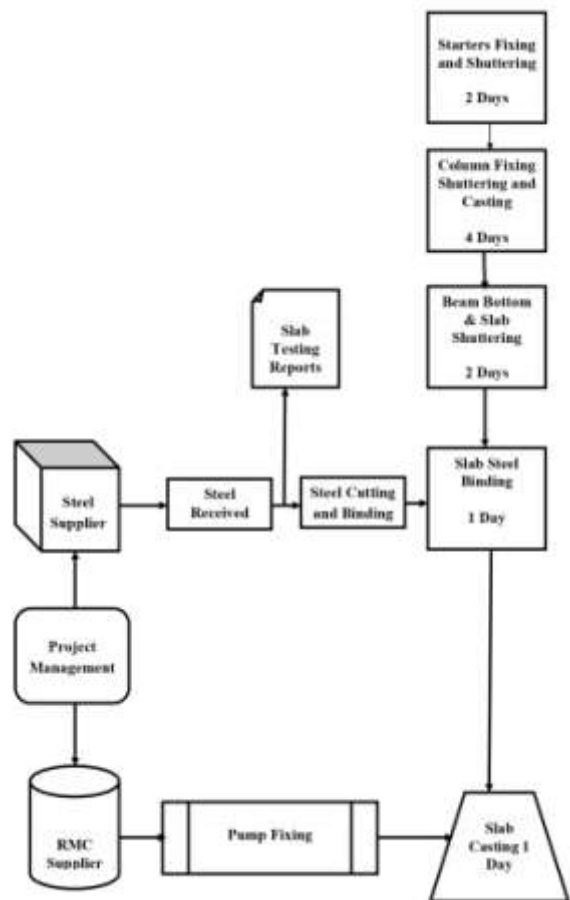 Starters Fixing
and Shuttering
2 Days
Column Fixing
Shuttering and
Casting
4 Days
Beam Bottom
& Slab
Shuttering
2 Days
Slab
Testing
Reports
Slab Steel
Binding
1 Day
Steel
Supplier
Steel
Received
Steel Cutting
and Binding
Project
Management
RMC
Supplier
Pump Fixing
Slab
Casting 1
Day